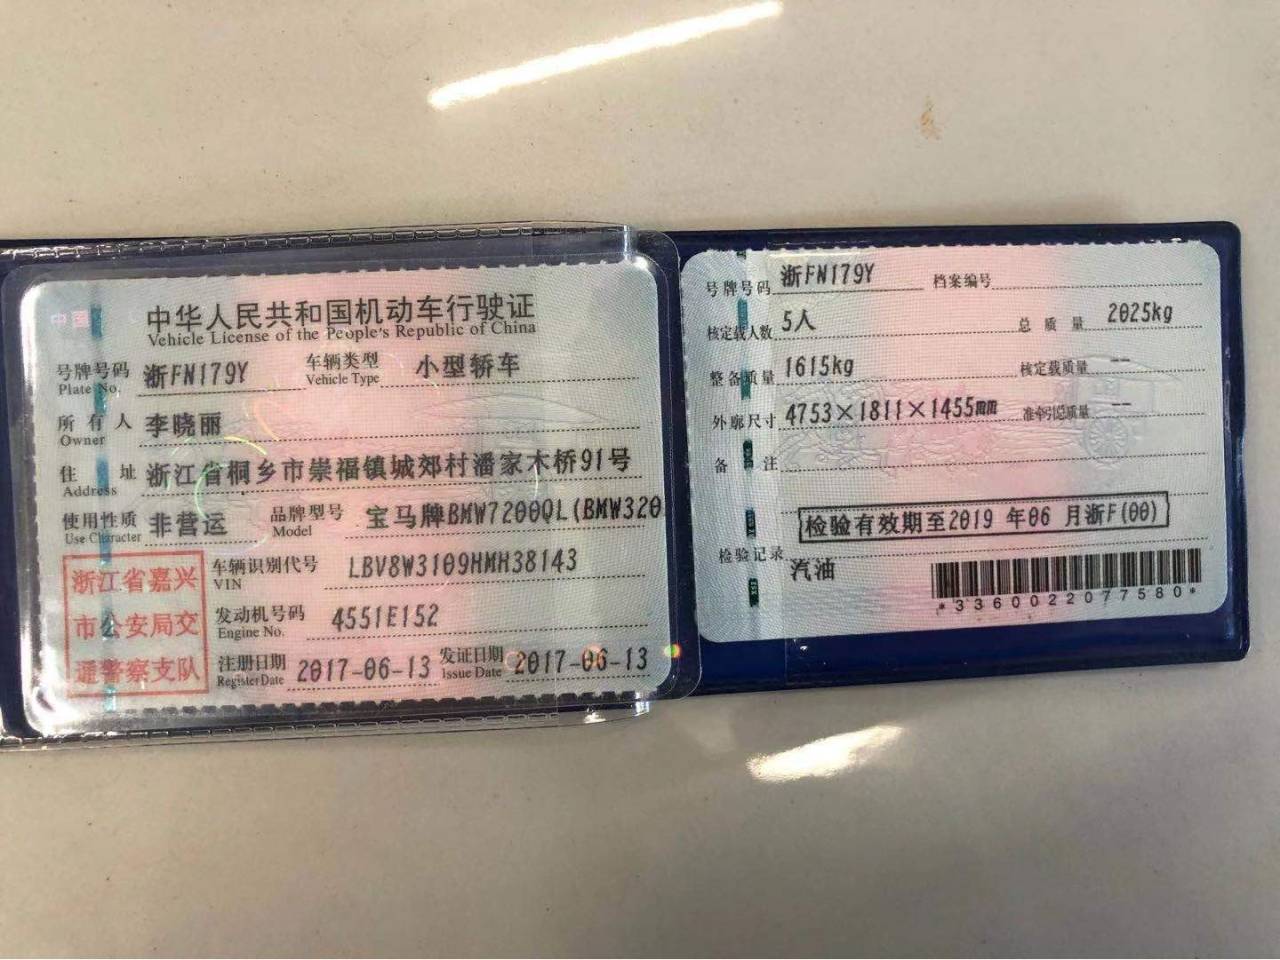 中国
中华人民共和国机动车行驶证
Vehicle License of the People's Republic of China
号牌号码 浙FN179Y 车辆类型 小型轿车
Plate No. Vehicle Type
所有人 李晓丽
Owner
住址 浙江省桐乡市崇福镇城郊村潘家木桥91号
Address
使用性质 非营运 品牌型号 宝马牌BMW7200QL(BMW320
Use Character Model
浙江省嘉兴
市公安局交
通警察支队
车辆识别代号 LBV8W3109HMH38143
VIN
发动机号码 4551E152
Engine No.
注册日期 2017-06-13 发证日期 2017-06-13
Register Date Issue Date
号牌号码 浙FN179Y 档案编号
核定载人数 5人 总质量 2025kg
整备质量 1615kg 核定载质量 --
外廓尺寸 4753×1811×1455mm 准牵引总质量 --
备注
检验有效期至2019 年06 月浙F(00)
检验记录
汽油
*3360022077580*